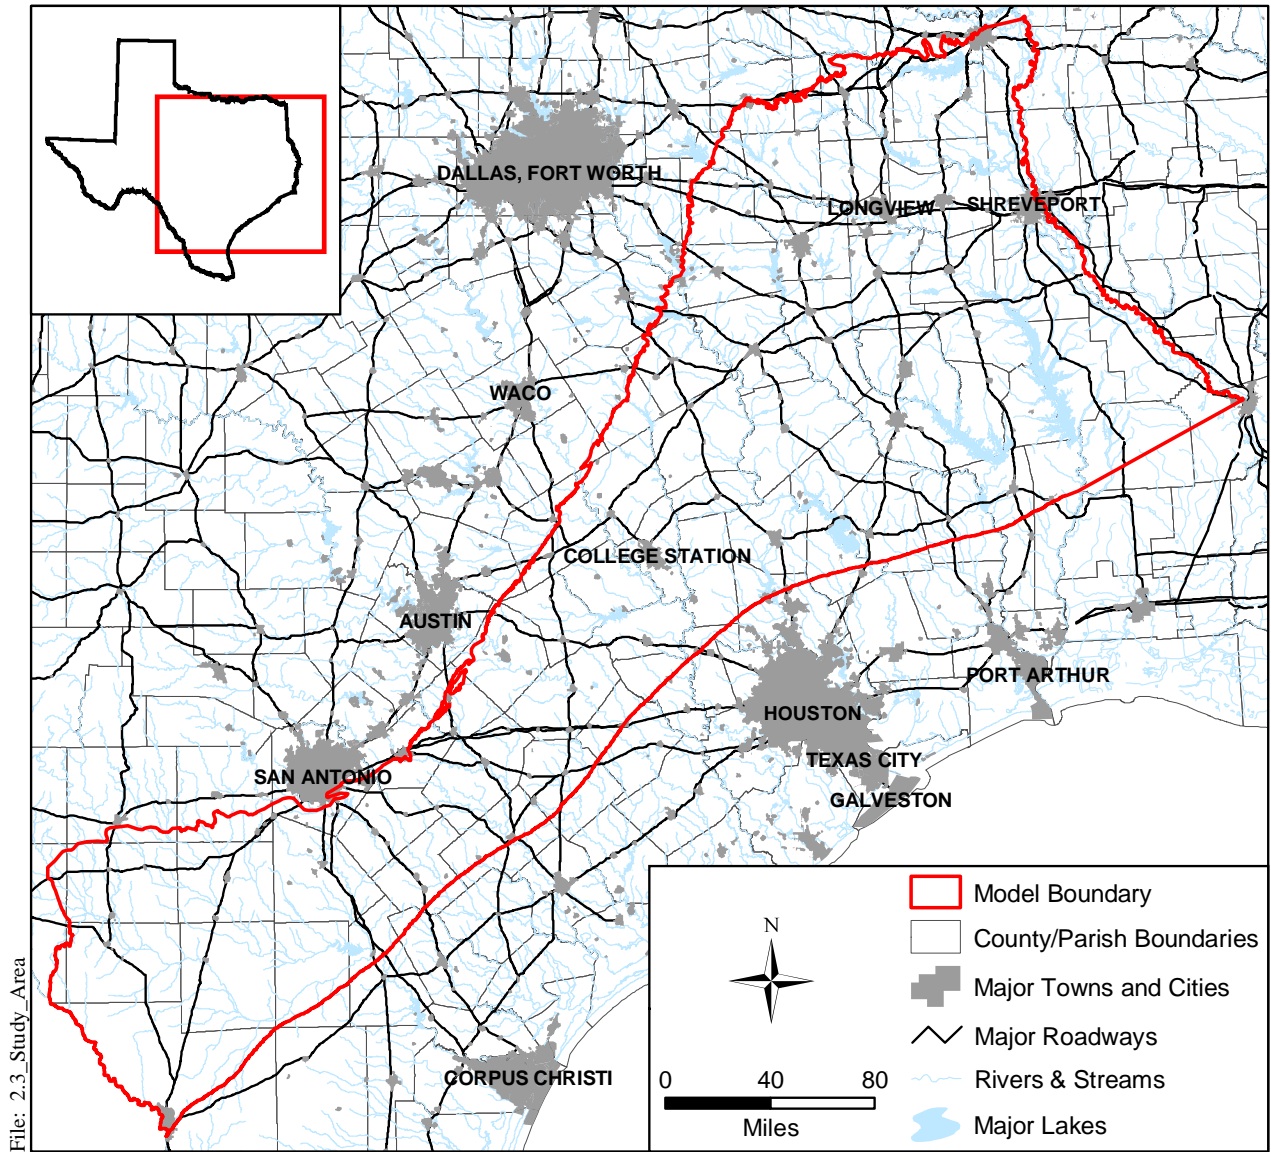 DALLAS, FORT WORTH
LONGVIEW
SHREVEPORT
WACO
COLLEGE STATION
AUSTIN
PORT ARTHUR
HOUSTON
TEXAS CITY
SAN ANTONIO
GALVESTON
CORPUS CHRISTI
N
0 40 80
Miles
Model Boundary
County/Parish Boundaries
Major Towns and Cities
Major Roadways
Rivers & Streams
Major Lakes
File: 2.3_Study_Area